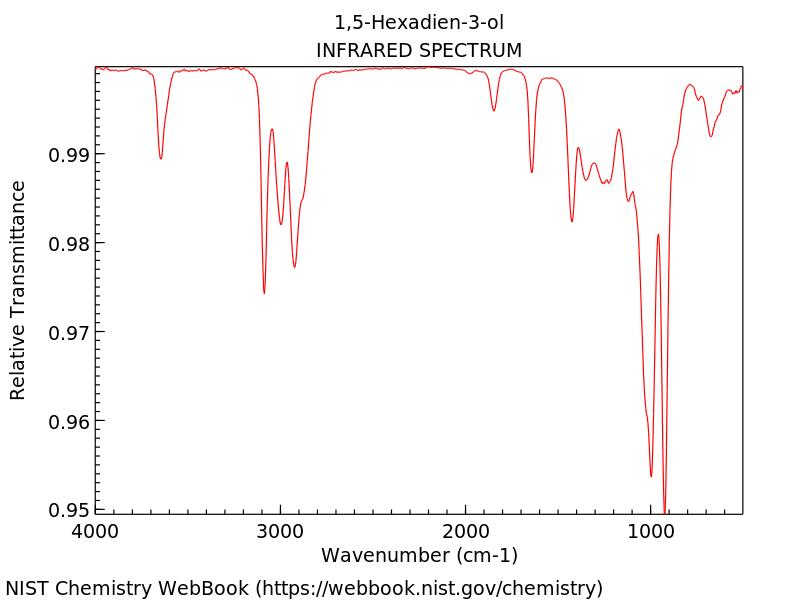 1,5-Hexadien-3-ol
INFRARED SPECTRUM
0.99
0.98
0.97
0.96
0.95
Relative Transmittance
4000 3000 2000 1000
Wavenumber (cm-1)
NIST Chemistry WebBook (https://webbook.nist.gov/chemistry)